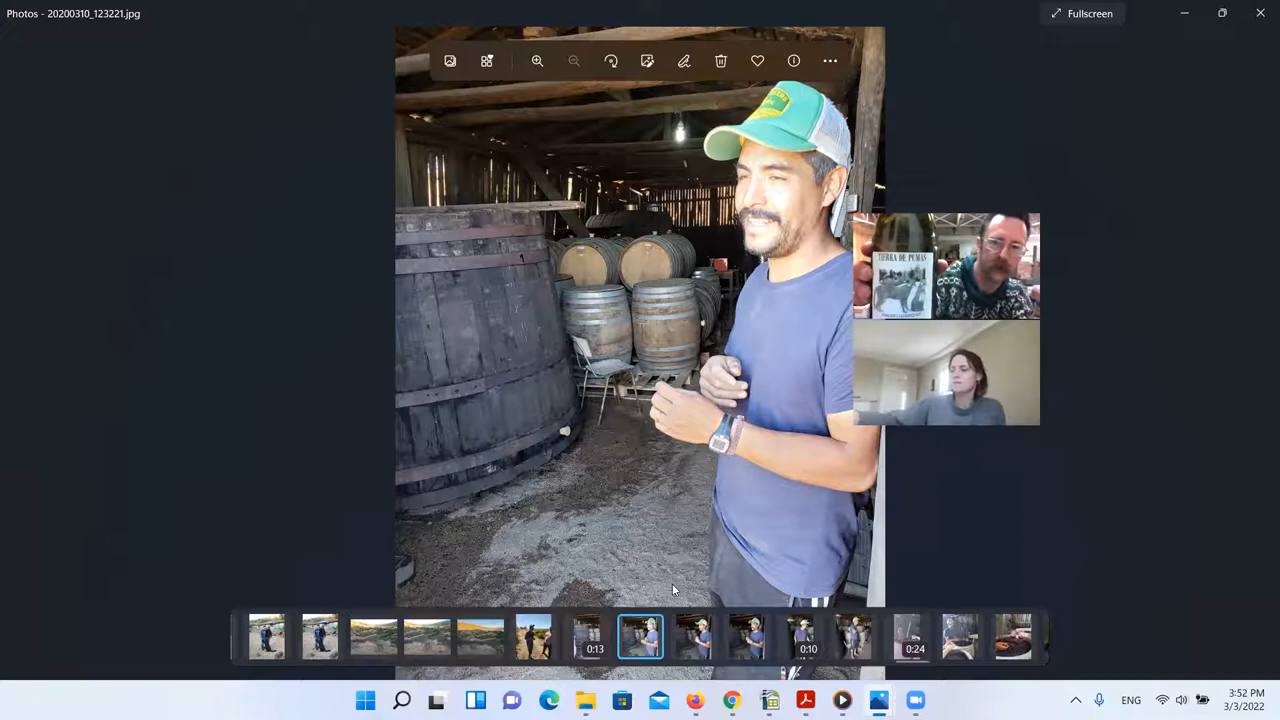 Photos - 20200310_123221.jpg
Fullscreen
TIERRA DE PUMAS
0:13
0:10
0:24
ENG
3:52 PM
3/3/2022